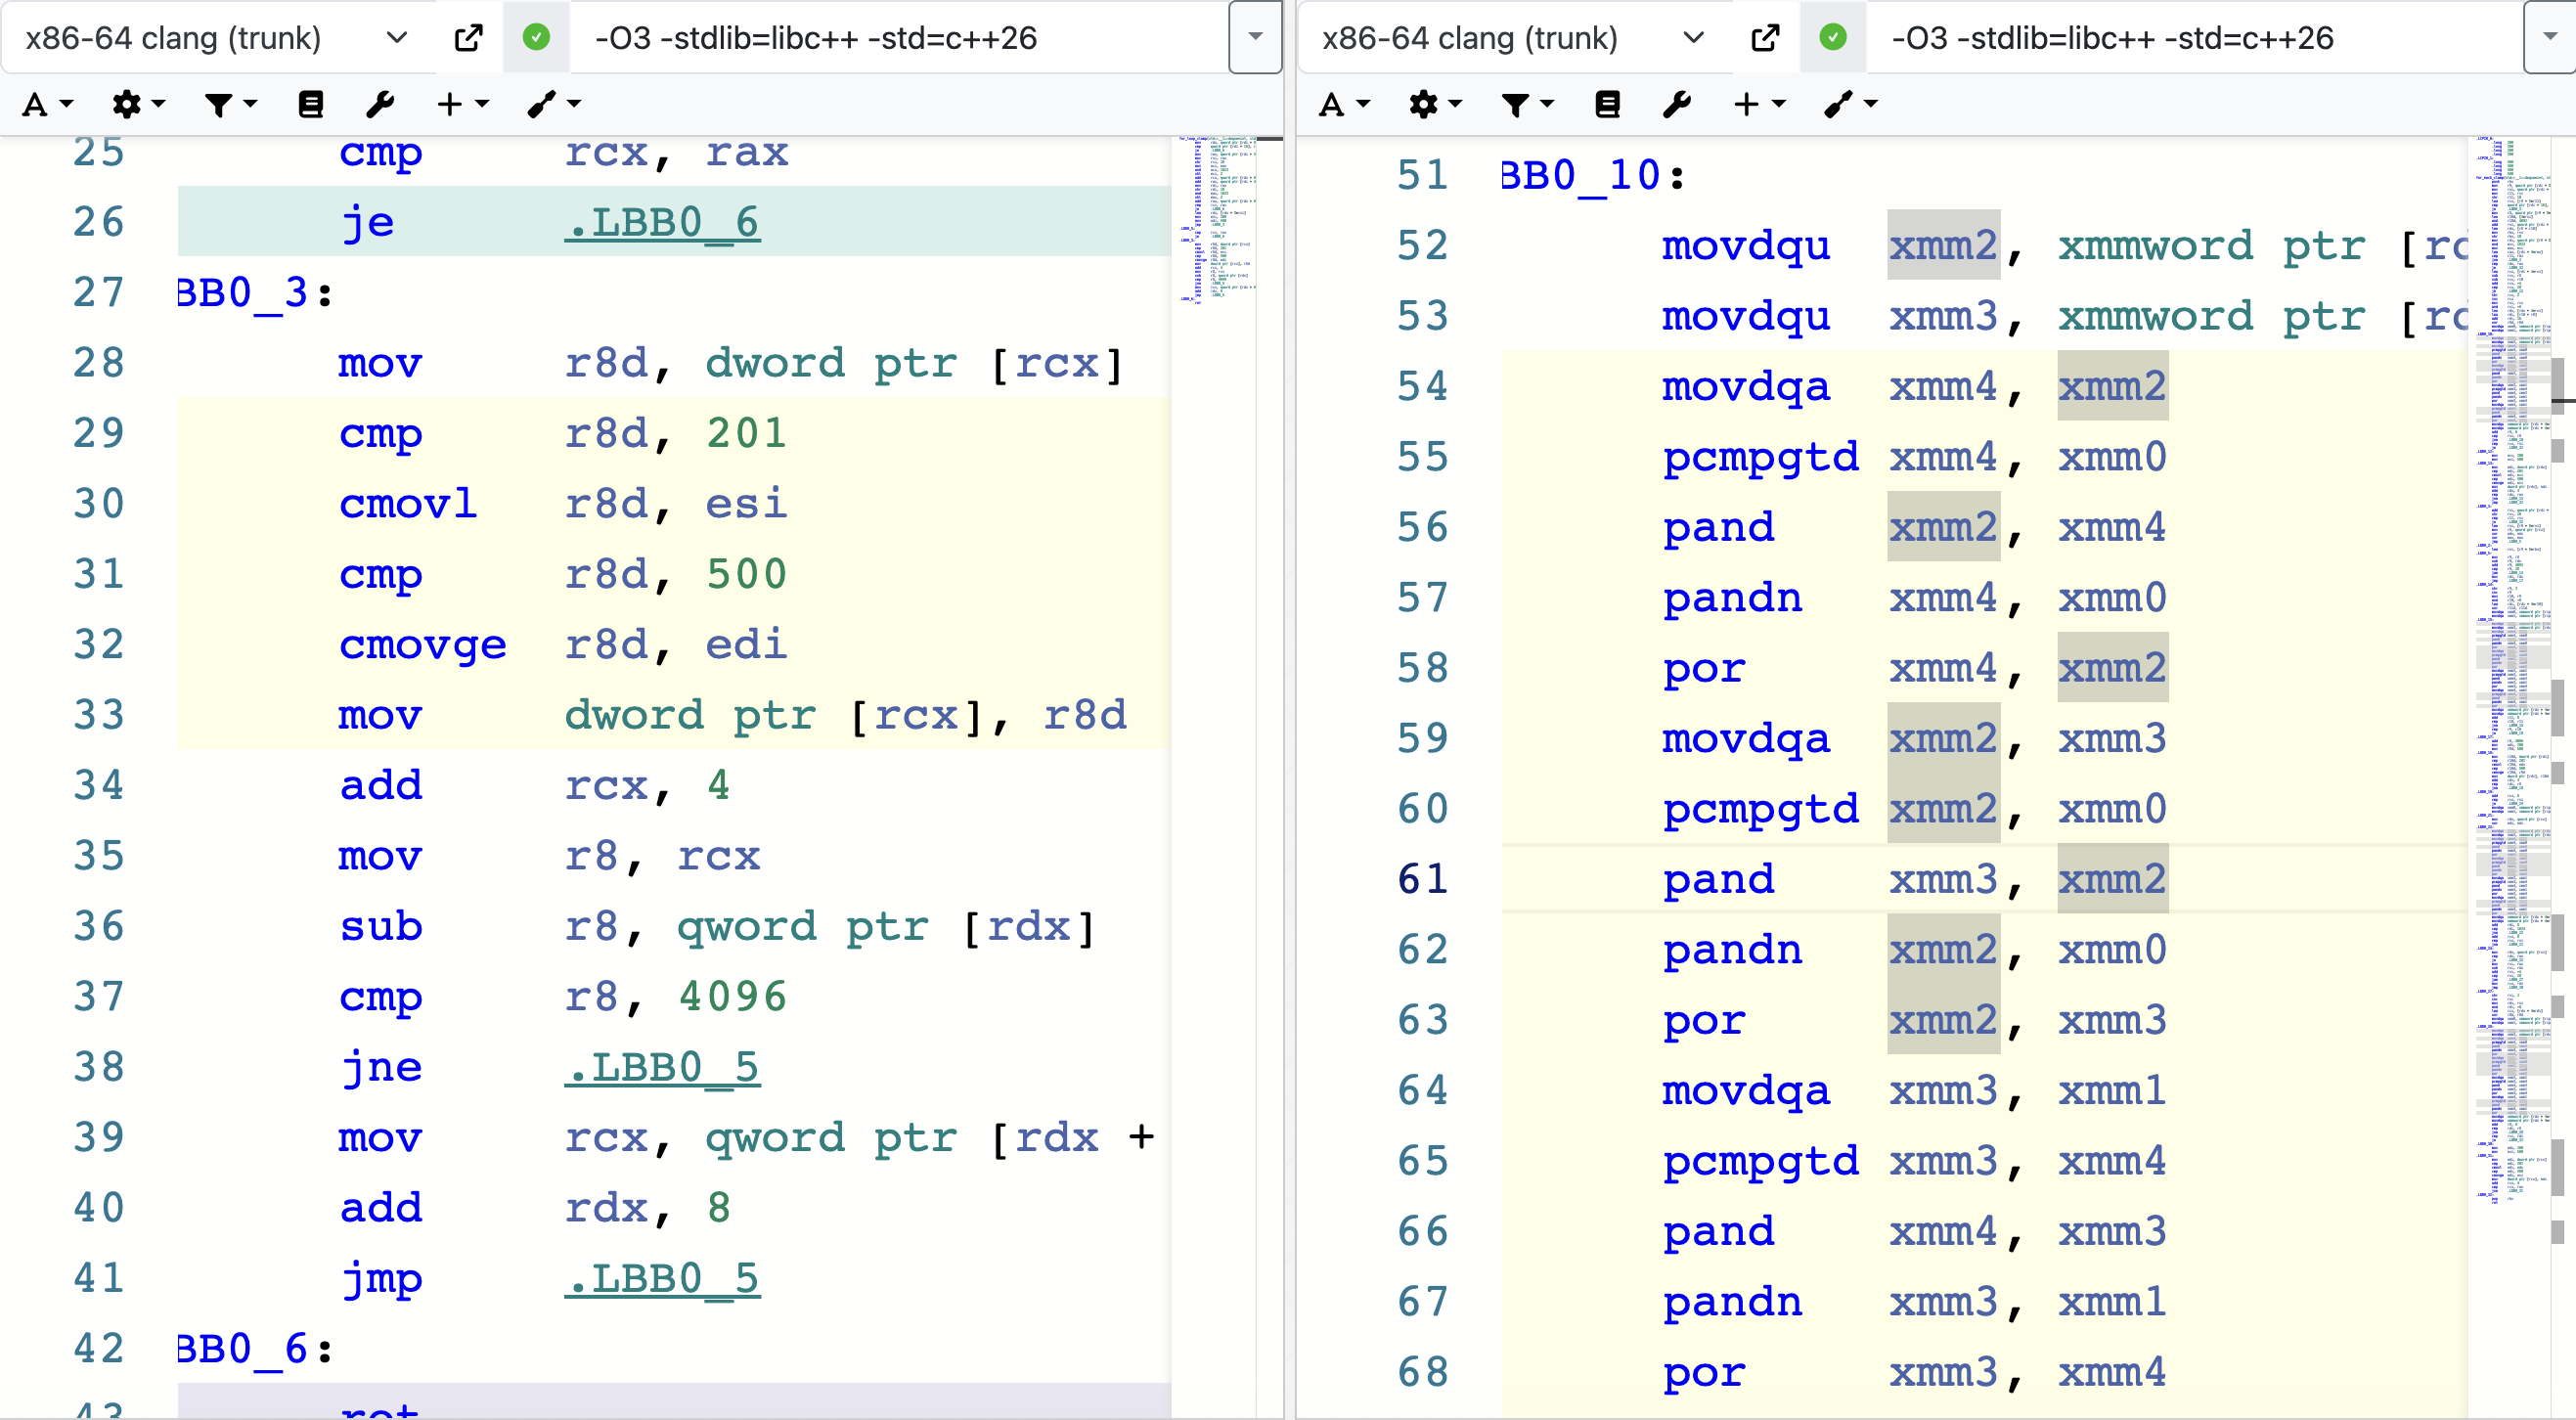 x86-64 clang (trunk) -O3 -stdlib=libc++ -std=c++26
A
25 cmp rcx, rax
26 je .LBB0_6
27 BB0_3:
28 mov r8d, dword ptr [rcx]
29 cmp r8d, 201
30 cmovl r8d, esi
31 cmp r8d, 500
32 cmovge r8d, edi
33 mov dword ptr [rcx], r8d
34 add rcx, 4
35 mov r8, rcx
36 sub r8, qword ptr [rdx]
37 cmp r8, 4096
38 jne .LBB0_5
39 mov rcx, qword ptr [rdx +
40 add rdx, 8
41 jmp .LBB0_5
42 BB0_6:
43 ret
x86-64 clang (trunk) -O3 -stdlib=libc++ -std=c++26
A
51 BB0_10:
52 movdqu xmm2, xmmword ptr [rc
53 movdqu xmm3, xmmword ptr [rc
54 movdqa xmm4, xmm2
55 pcmpgtd xmm4, xmm0
56 pand xmm2, xmm4
57 pandn xmm4, xmm0
58 por xmm4, xmm2
59 movdqa xmm2, xmm3
60 pcmpgtd xmm2, xmm0
61 pand xmm3, xmm2
62 pandn xmm2, xmm0
63 por xmm2, xmm3
64 movdqa xmm3, xmm1
65 pcmpgtd xmm3, xmm4
66 pand xmm4, xmm3
67 pandn xmm3, xmm1
68 por xmm3, xmm4